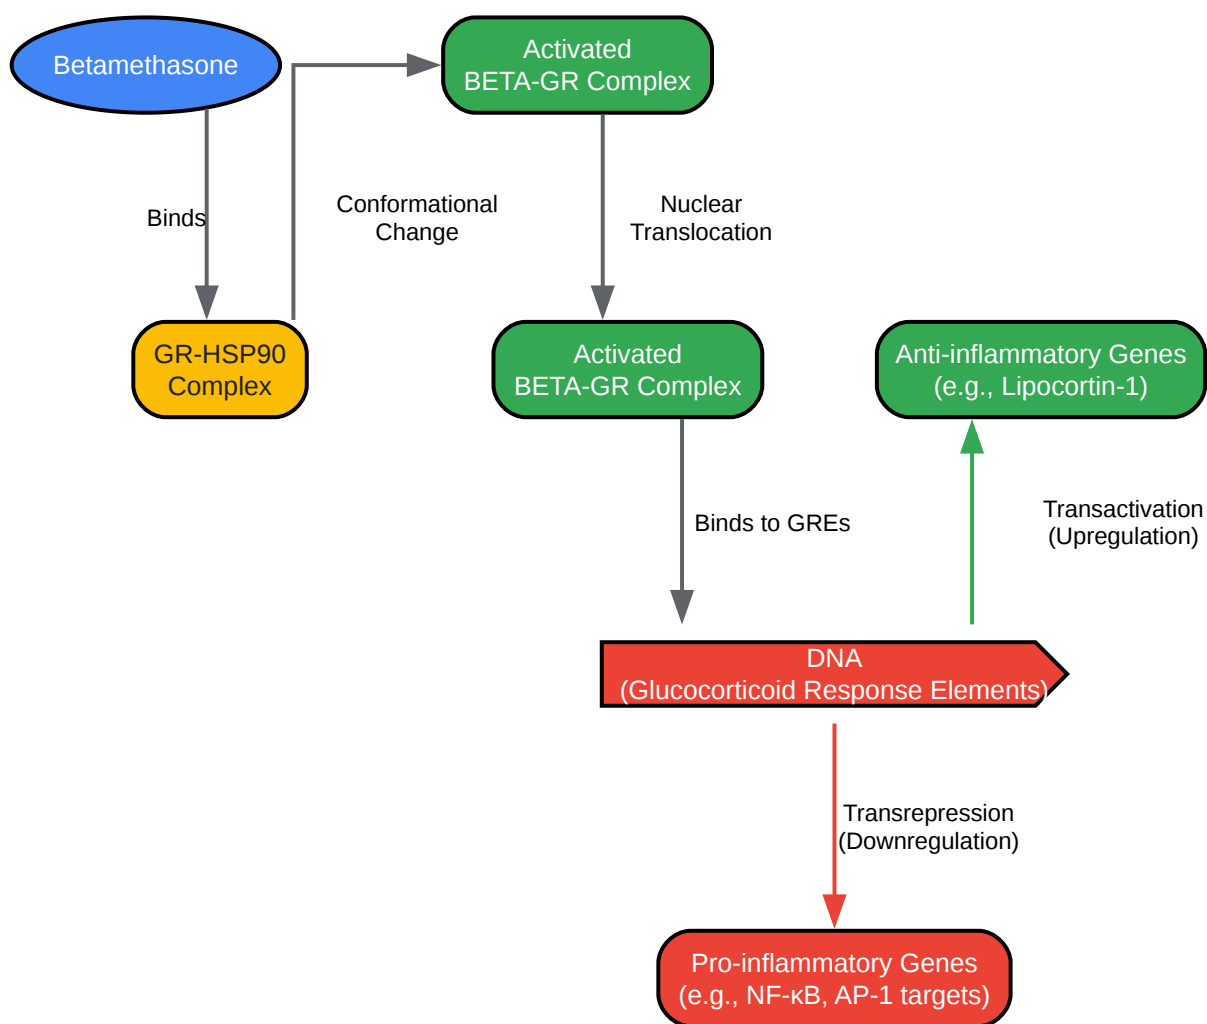 Betamethasone
Activated
BETA-GR Complex
Binds
Conformational
Change
Nuclear
Translocation
GR-HSP90
Complex
Activated
BETA-GR Complex
Anti-inflammatory Genes
(e.g., Lipocortin-1)
Binds to GREs
Transactivation
(Upregulation)
DNA
(Glucocorticoid Response Elements)
Transrepression
(Downregulation)
Pro-inflammatory Genes
(e.g., NF-κB, AP-1 targets)